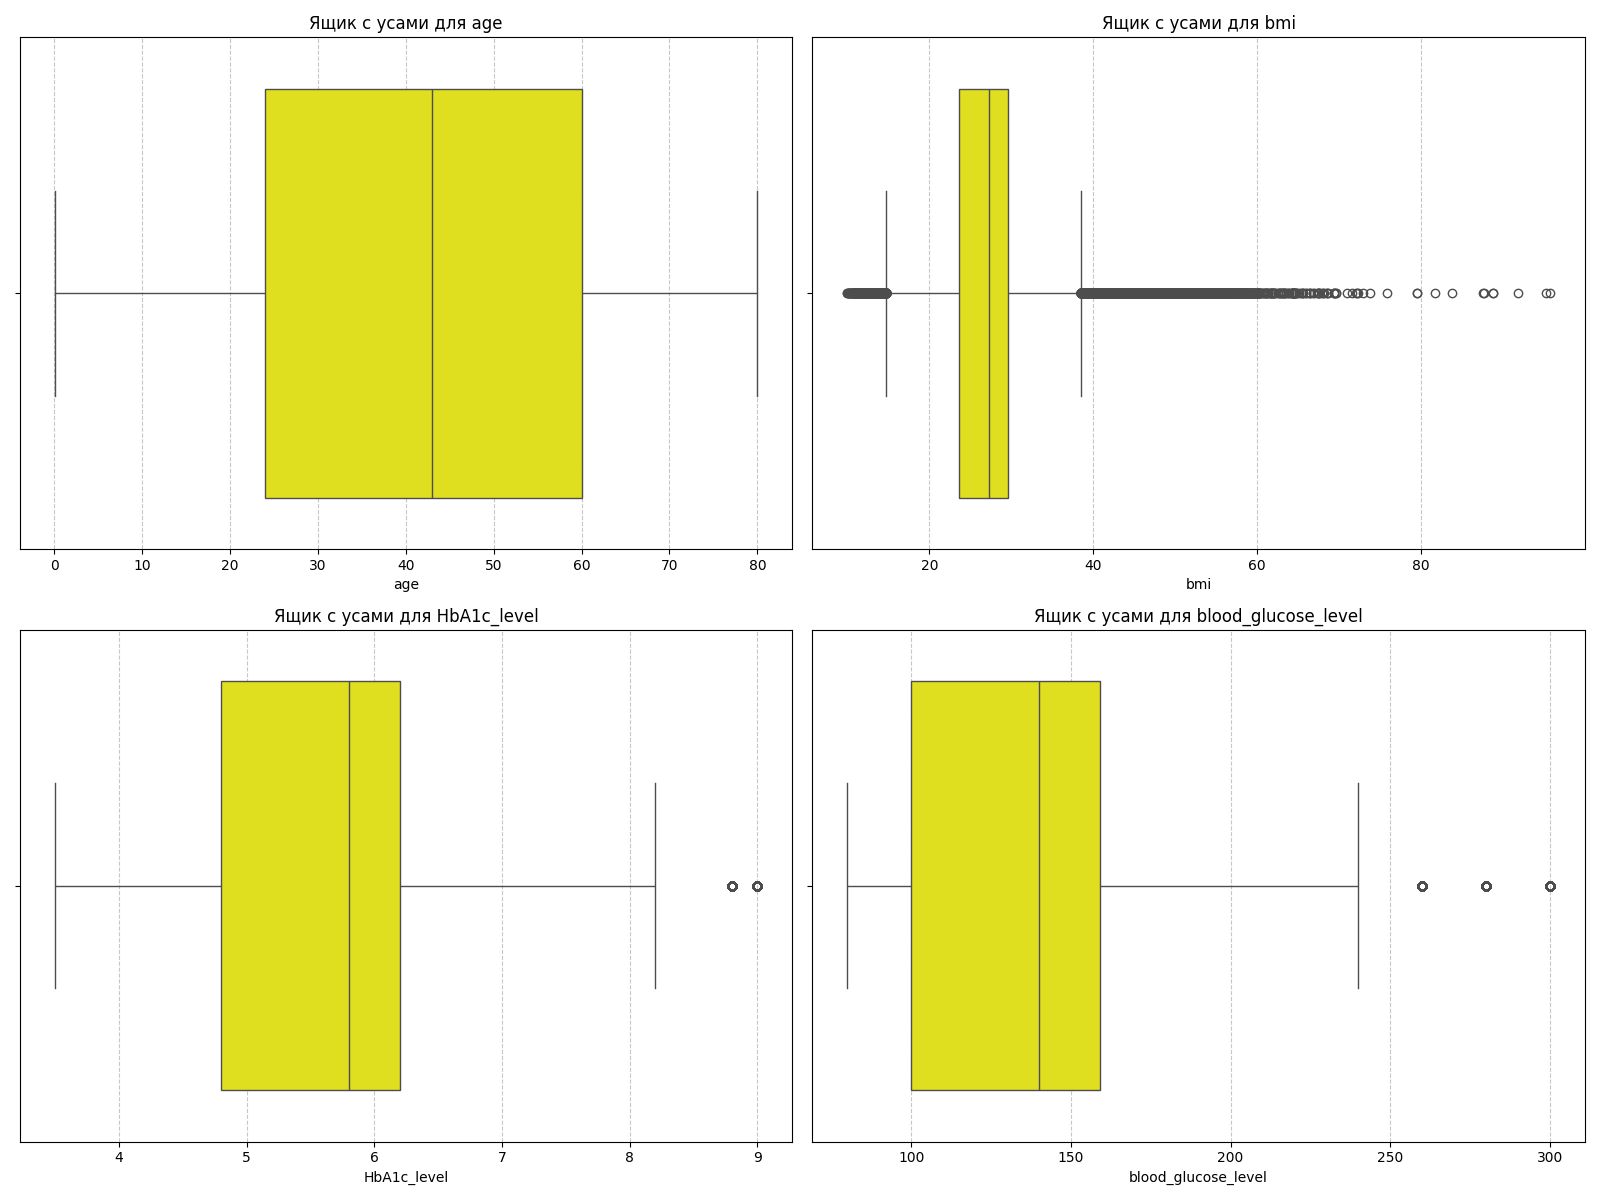 Ящик с усами для age
0 10 20 30 40 50 60 70 80
age
Ящик с усами для bmi
20 40 60 80
bmi
Ящик с усами для HbA1c_level
4 5 6 7 8 9
HbA1c_level
Ящик с усами для blood_glucose_level
100 150 200 250 300
blood_glucose_level